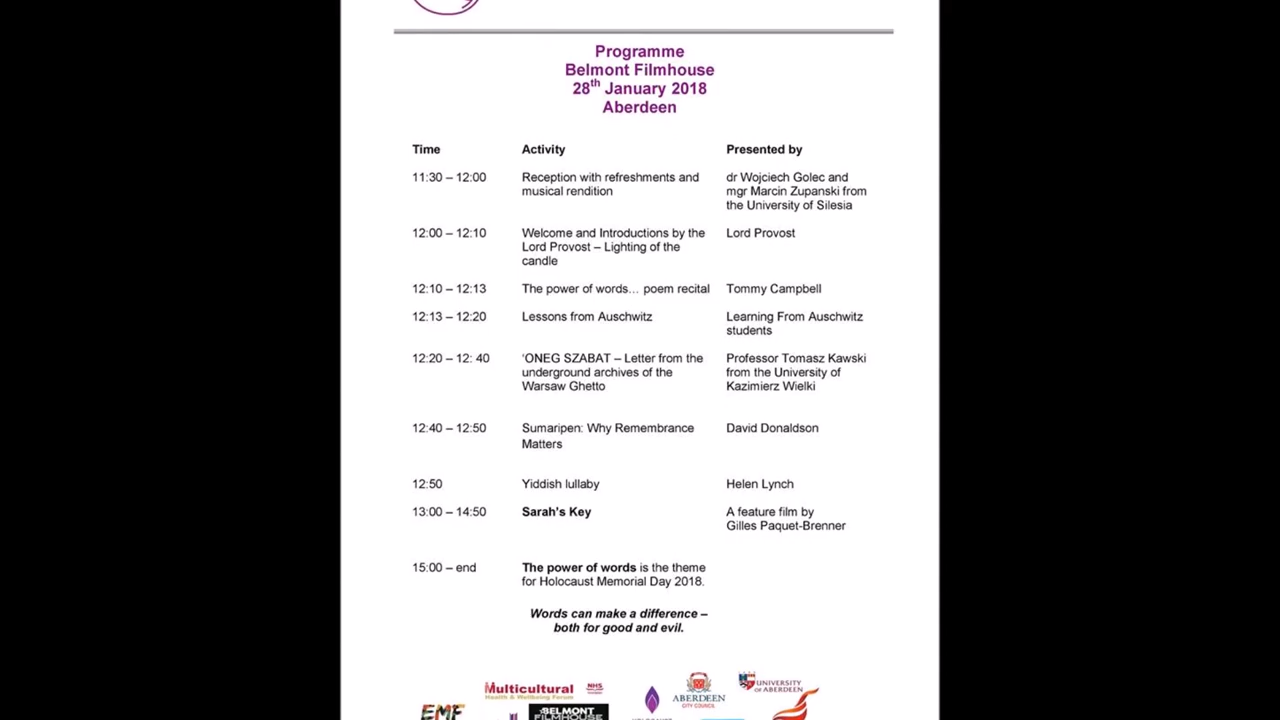 Programme
Belmont Filmhouse
28th January 2018
Aberdeen
Time Activity Presented by
11:30 – 12:00 Reception with refreshments and dr Wojciech Golec and
musical rendition mgr Marcin Zupanski from
the University of Silesia
12:00 – 12:10 Welcome and Introductions by the Lord Provost
Lord Provost – Lighting of the
candle
12:10 – 12:13 The power of words... poem recital Tommy Campbell
12:13 – 12:20 Lessons from Auschwitz Learning From Auschwitz
students
12:20 – 12: 40 'ONEG SZABAT – Letter from the Professor Tomasz Kawski
underground archives of the from the University of
Warsaw Ghetto Kazimierz Wielki
12:40 – 12:50 Sumaripen: Why Remembrance David Donaldson
Matters
12:50 Yiddish lullaby Helen Lynch
13:00 – 14:50 Sarah's Key A feature film by
Gilles Paquet-Brenner
15:00 – end The power of words is the theme
for Holocaust Memorial Day 2018.
Words can make a difference –
both for good and evil.
Multicultural NHS
Health & Wellbeing Forum
ABERDEEN
CITY COUNCIL
UNIVERSITY
OF ABERDEEN
EMF
BELMONT
FILMHOUSE